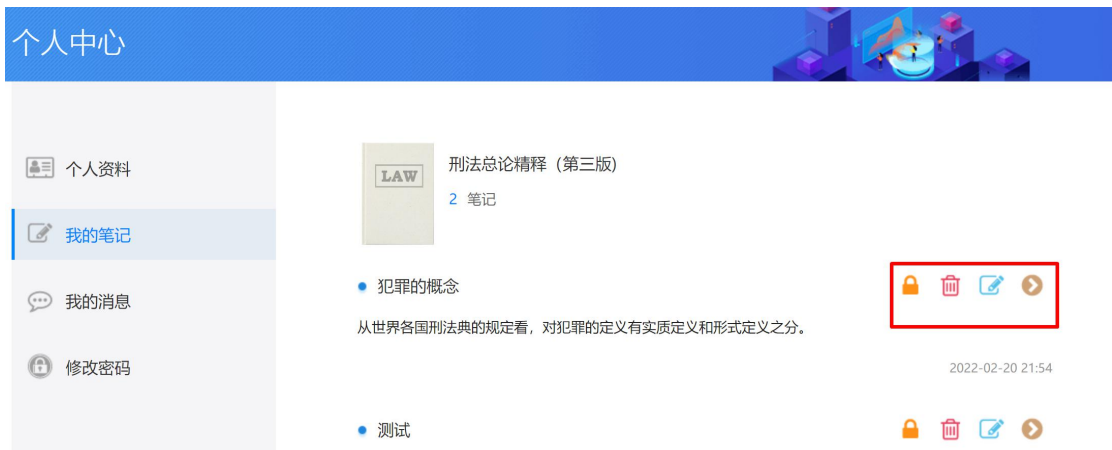 个人中心
个人资料
我的笔记
我的消息
修改密码
LAW
刑法总论精释（第三版）
2 笔记
犯罪的概念
从世界各国刑法典的规定看，对犯罪的定义有实质定义和形式定义之分。
2022-02-20 21:54
测试